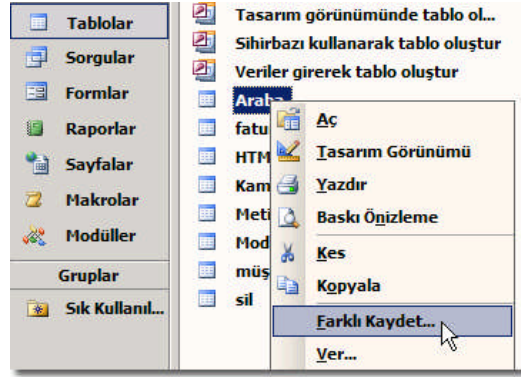 Tablolar
Sorgular
Formlar
Raporlar
Sayfalar
Makrolar
Modüller
Gruplar
Sık Kullanıl...
Tasarım görünümünde tablo ol...
Sihirbazı kullanarak tablo oluştur
Veriler girerek tablo oluştur
Araba
fatu
HTM
Kam
Meti
Mod
müş
sil
Aç
Tasarım Görünümü
Yazdır
Baskı Önizleme
Kes
Kopyala
Farklı Kaydet...
Ver...